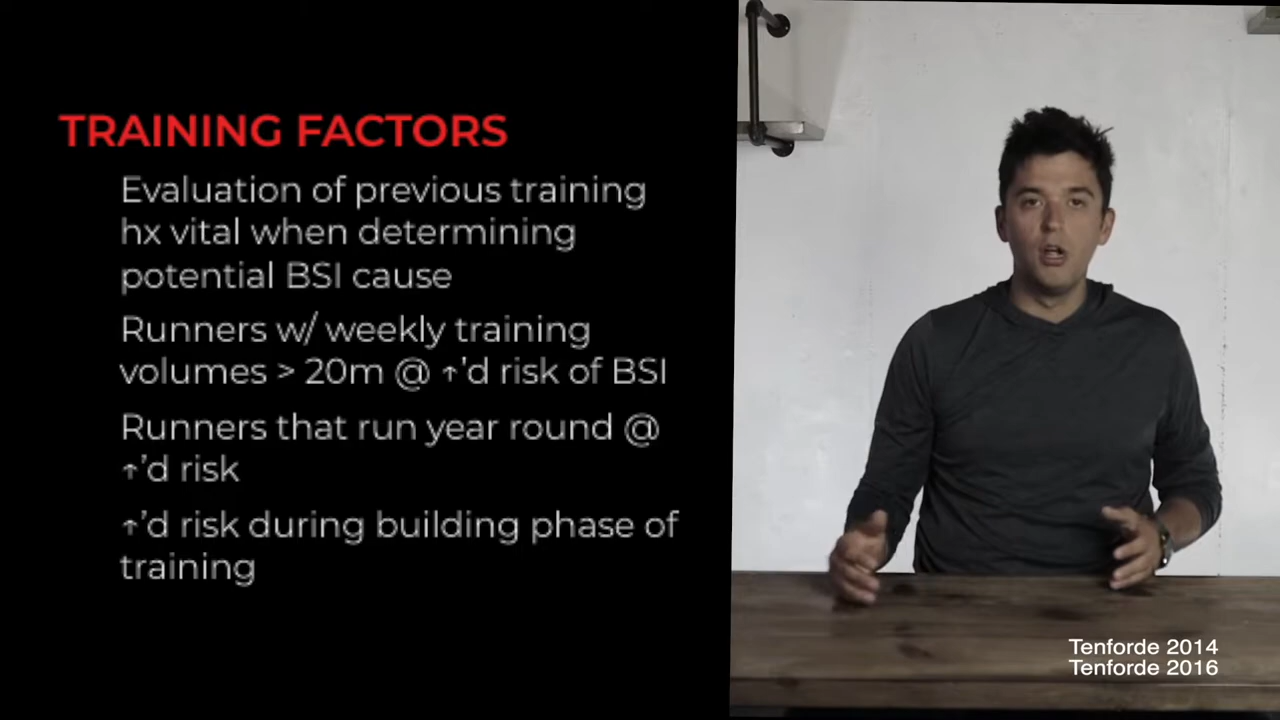 TRAINING FACTORS
Evaluation of previous training
hx vital when determining
potential BSI cause
Runners w/ weekly training
volumes > 20m @ ↑'d risk of BSI
Runners that run year round @
↑'d risk
↑'d risk during building phase of
training
Tenforde 2014
Tenforde 2016